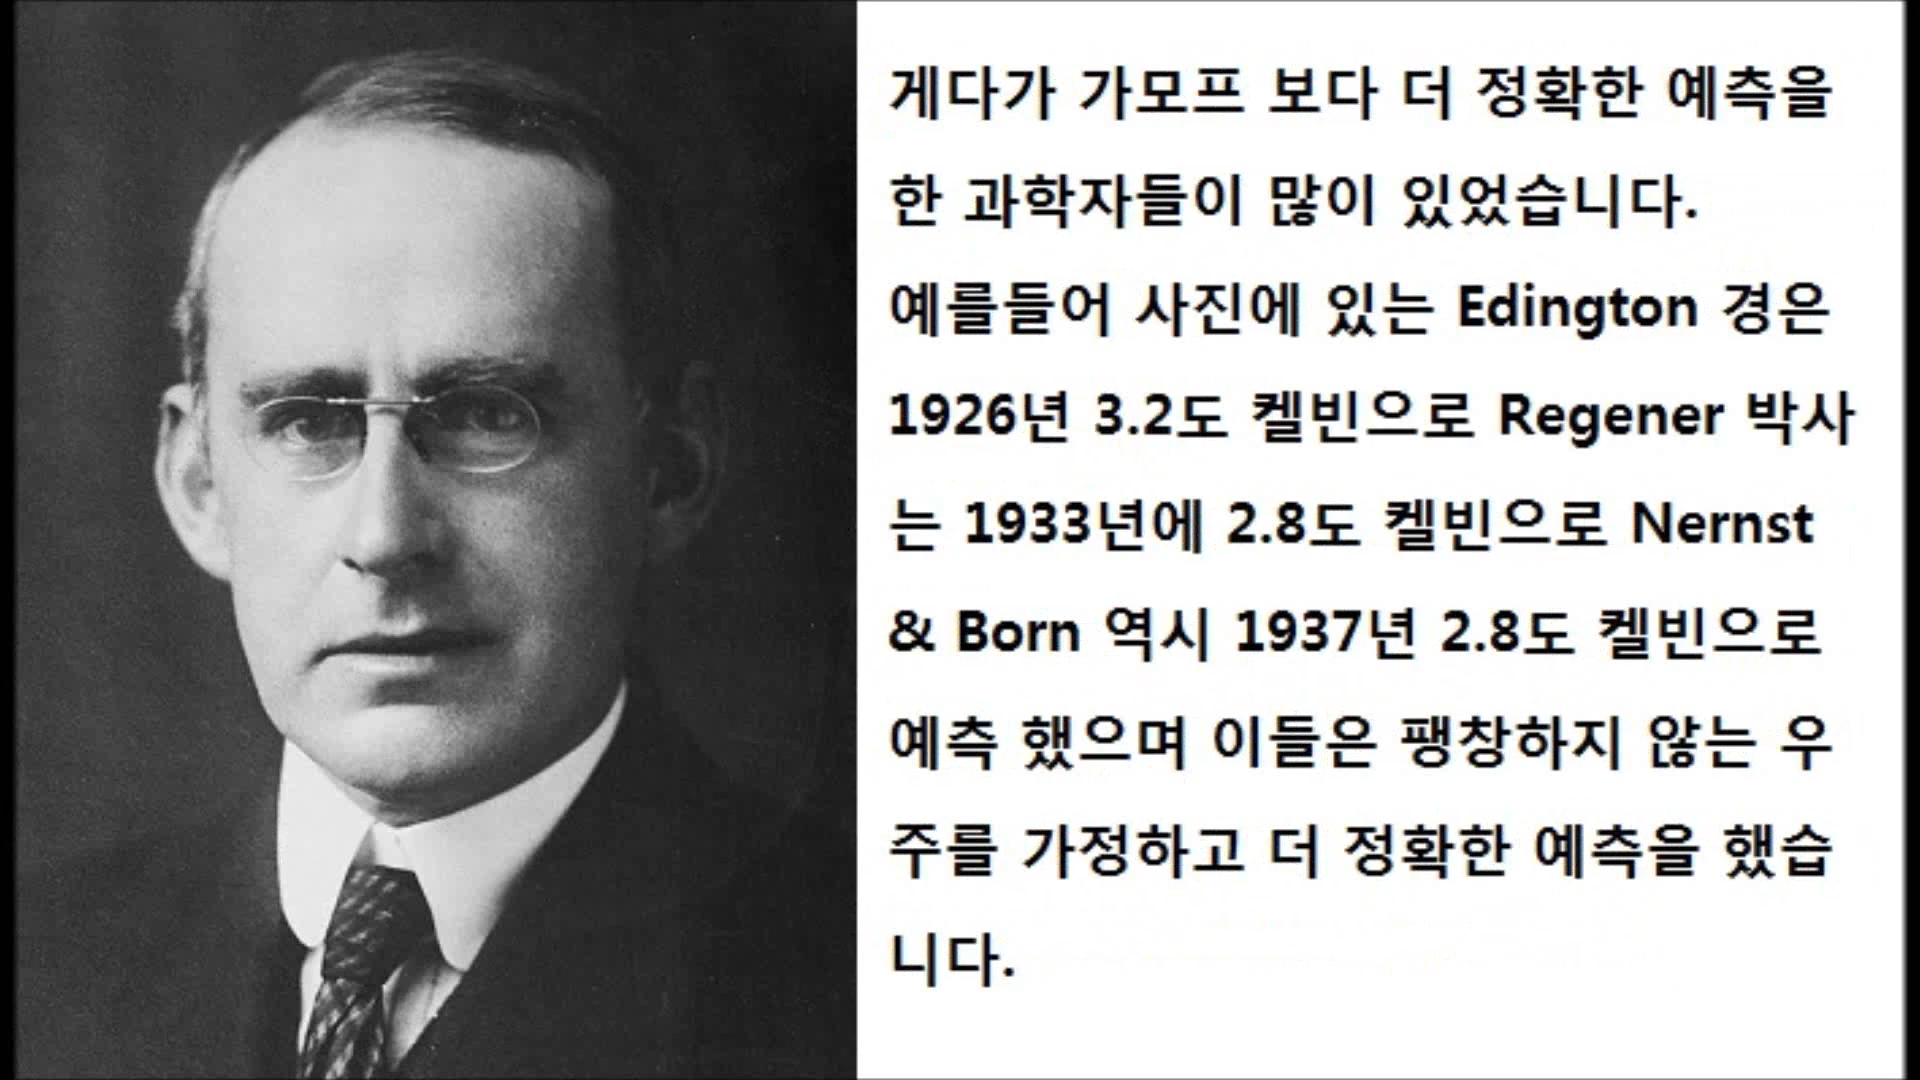 게다가 가모프 보다 더 정확한 예측을
한 과학자들이 많이 있었습니다.
예를들어 사진에 있는 Edington 경은
1926년 3.2도 켈빈으로 Regener 박사
는 1933년에 2.8도 켈빈으로 Nernst
& Born 역시 1937년 2.8도 켈빈으로
예측 했으며 이들은 팽창하지 않는 우
주를 가정하고 더 정확한 예측을 했습
니다.